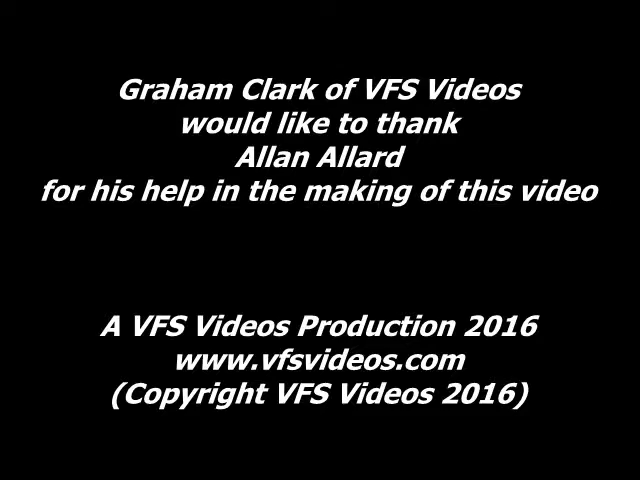 Graham Clark of VFS Videos
would like to thank
Allan Allard
for his help in the making of this video
A VFS Videos Production 2016
www.vfsvideos.com
(Copyright VFS Videos 2016)